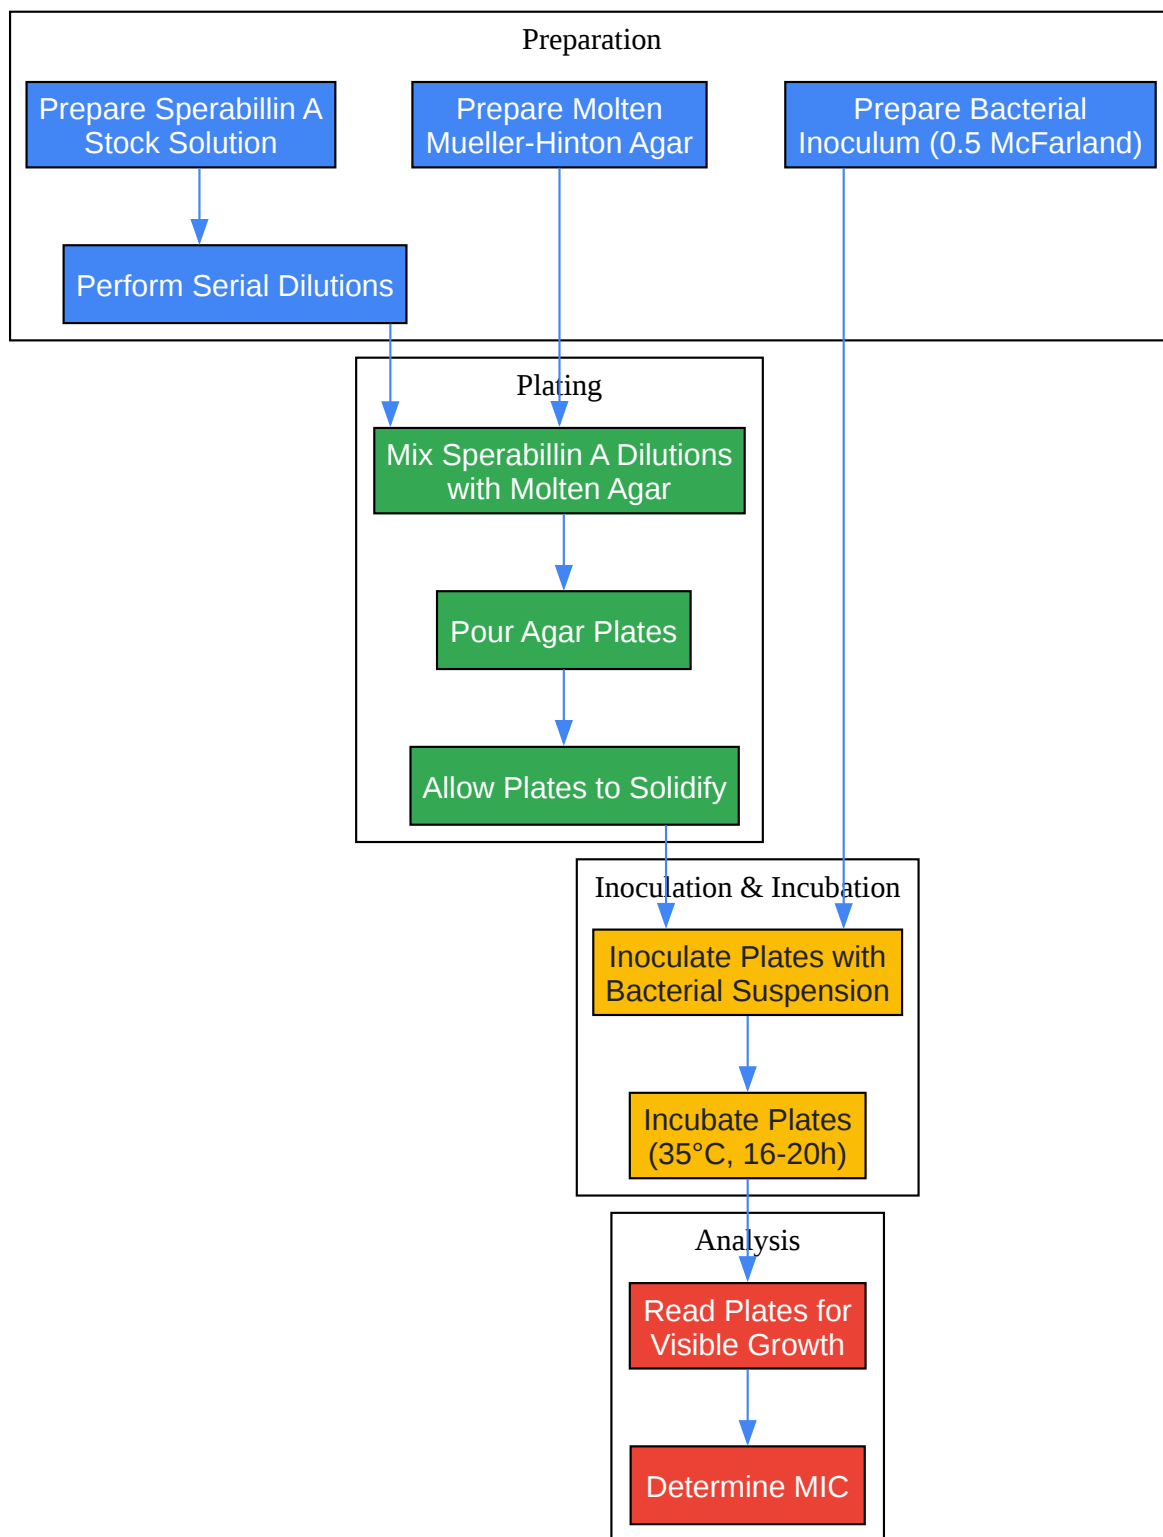 Preparation
Prepare Sperabillin A
Stock Solution
Prepare Molten
Mueller-Hinton Agar
Prepare Bacterial
Inoculum (0.5 McFarland)
Perform Serial Dilutions
Plating
Mix Sperabillin A Dilutions
with Molten Agar
Pour Agar Plates
Allow Plates to Solidify
Inoculation & Incubation
Inoculate Plates with
Bacterial Suspension
Incubate Plates
(35°C, 16-20h)
Analysis
Read Plates for
Visible Growth
Determine MIC